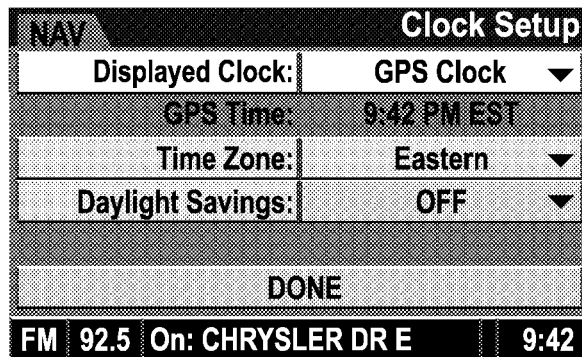 NAV Clock Setup
Displayed Clock: GPS Clock
GPS Time: 9:42 PM EST
Time Zone: Eastern
Daylight Savings: OFF
DONE
FM 92.5 On: CHRYSLER DR E 9:42